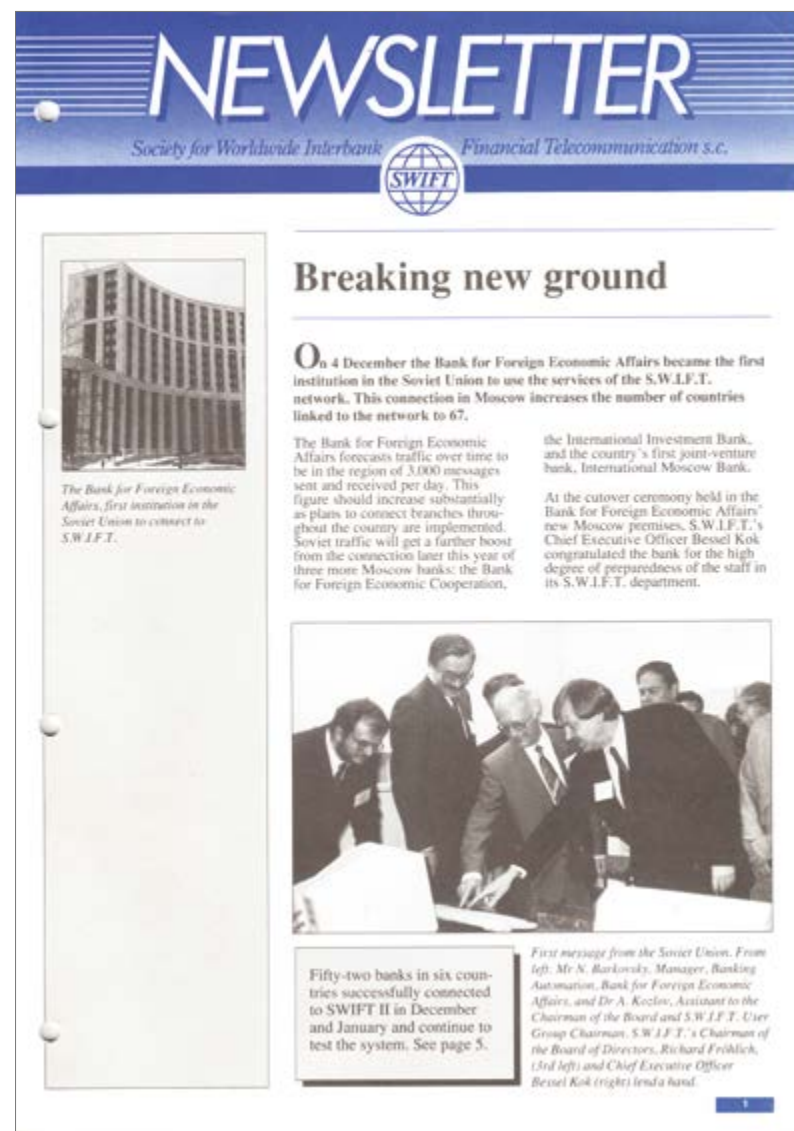 NEWSLETTER
Society for Worldwide Interbank Financial Telecommunication s.c.
SWIFT
The Bank for Foreign Economic
Affairs, first institution in the
Soviet Union to connect to
S.W.I.F.T.
Breaking new ground
On 4 December the Bank for Foreign Economic Affairs became the first
institution in the Soviet Union to use the services of the S.W.I.F.T.
network. This connection in Moscow increases the number of countries
linked to the network to 67.
The Bank for Foreign Economic
Affairs forecasts traffic over time to
be in the region of 3,000 messages
sent and received per day. This
figure should increase substantially
as plans to connect branches throu-
ghout the country are implemented.
Soviet traffic will get a further boost
from the connection later this year of
three more Moscow banks: the Bank
for Foreign Economic Cooperation,
the International Investment Bank,
and the country's first joint-venture
bank, International Moscow Bank.
At the cutover ceremony held in the
Bank for Foreign Economic Affairs'
new Moscow premises, S.W.I.F.T.'s
Chief Executive Officer Bessel Kok
congratulated the bank for the high
degree of preparedness of the staff in
its S.W.I.F.T. department.
Fifty-two banks in six coun-
tries successfully connected
to SWIFT II in December
and January and continue to
test the system. See page 5.
First message from the Soviet Union. From
left: Mr N. Barkovsky, Manager, Banking
Automation, Bank for Foreign Economic
Affairs, and Dr A. Kozlov, Assistant to the
Chairman of the Board and S.W.I.F.T. User
Group Chairman. S.W.I.F.T.'s Chairman of
the Board of Directors, Richard Fröhlich,
(3rd left) and Chief Executive Officer
Bessel Kok (right) lend a hand.
1